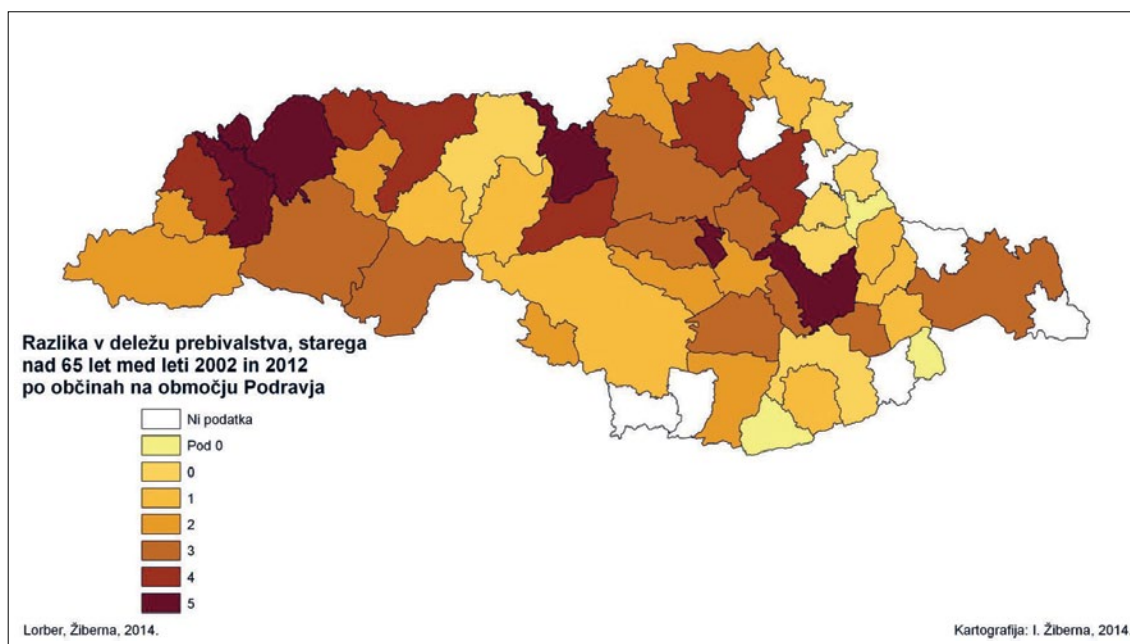 Razlika v deležu prebivalstva, starega
nad 65 let med leti 2002 in 2012
po občinah na območju Podravja
Ni podatka
Pod 0
0
1
2
3
4
5
Lorber, Žiberna, 2014.
Kartografija: I. Žiberna, 2014